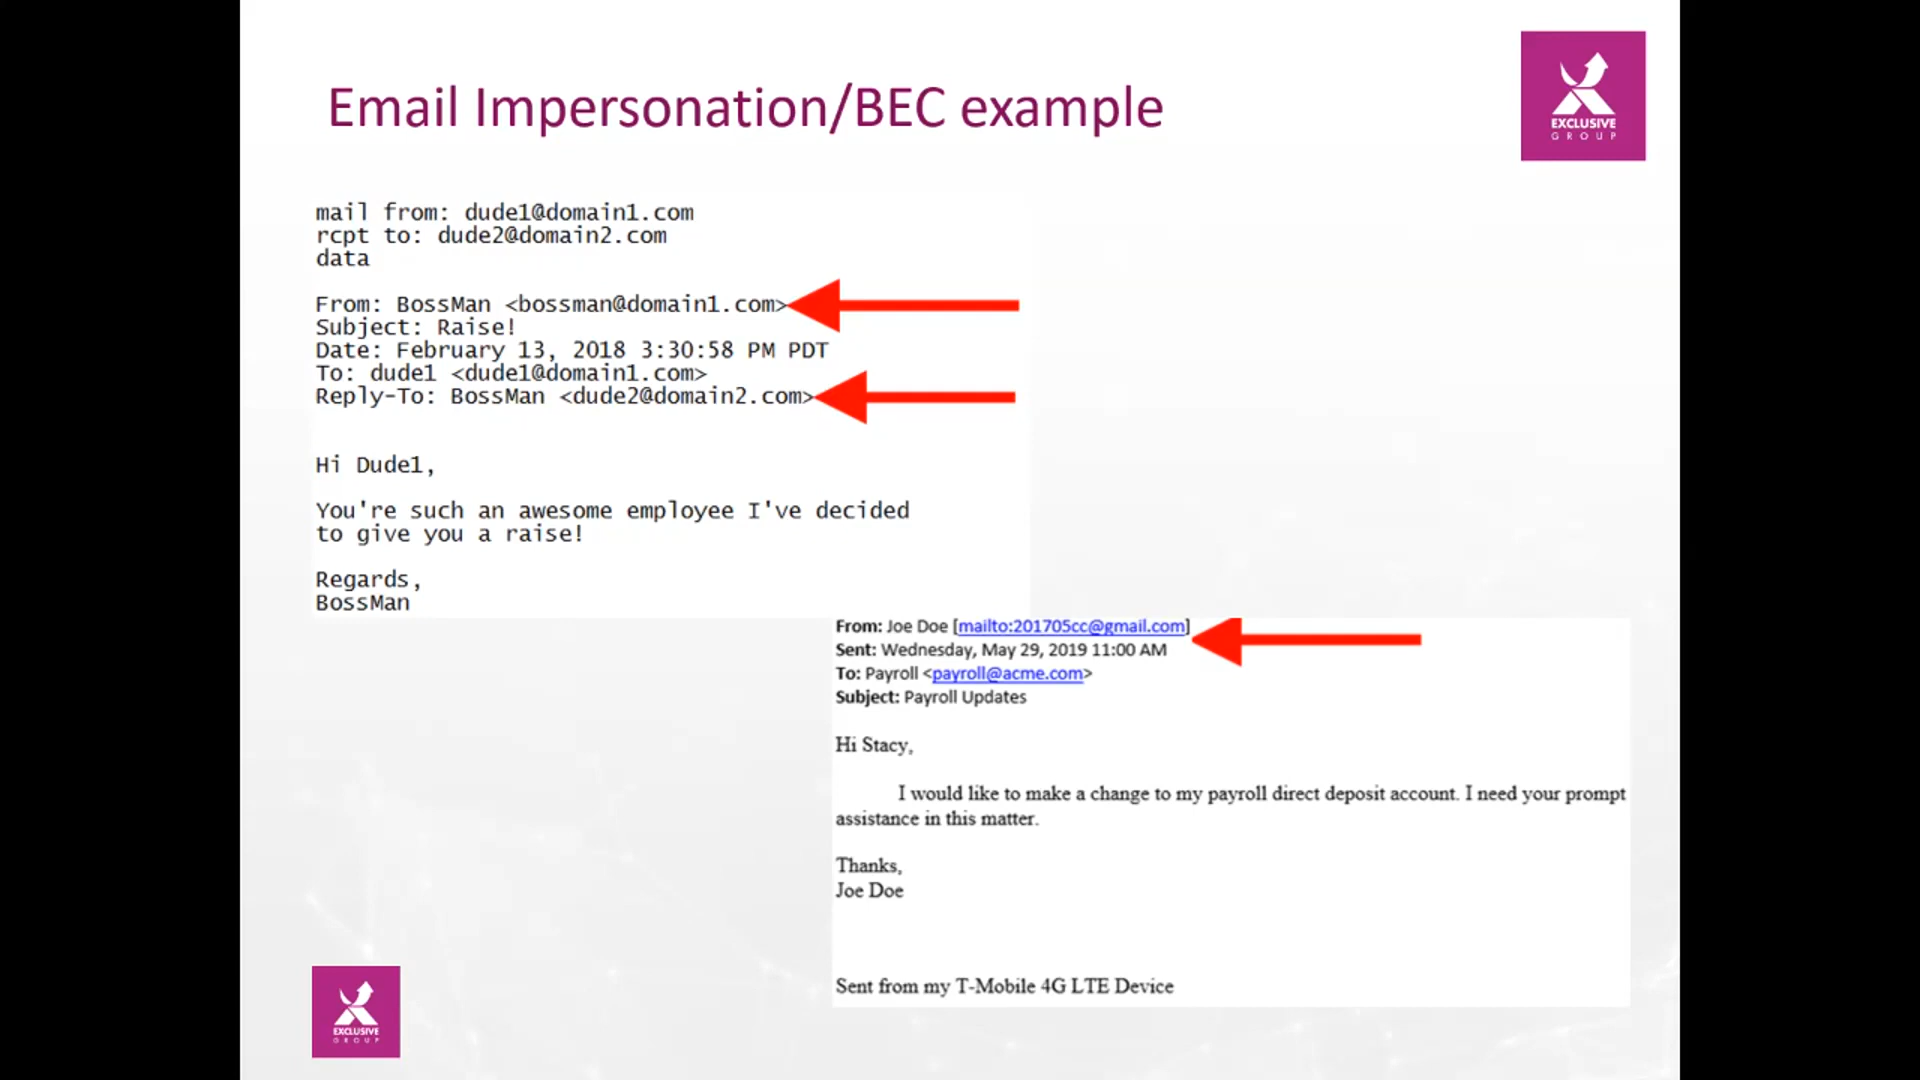 Email Impersonation/BEC example
EXCLUSIVE
GROUP
mail from: dude1@domain1.com
rcpt to: dude2@domain2.com
data
From: BossMan <bossman@domain1.com>
Subject: Raise!
Date: February 13, 2018 3:30:58 PM PDT
To: dude1 <dude1@domain1.com>
Reply-To: BossMan <dude2@domain2.com>
Hi Dude1,
You're such an awesome employee I've decided
to give you a raise!
Regards,
BossMan
From: Joe Doe [mailto:201705cc@gmail.com]
Sent: Wednesday, May 29, 2019 11:00 AM
To: Payroll <payroll@acme.com>
Subject: Payroll Updates
Hi Stacy,
I would like to make a change to my payroll direct deposit account. I need your prompt
assistance in this matter.
Thanks,
Joe Doe
Sent from my T-Mobile 4G LTE Device
EXCLUSIVE
GROUP